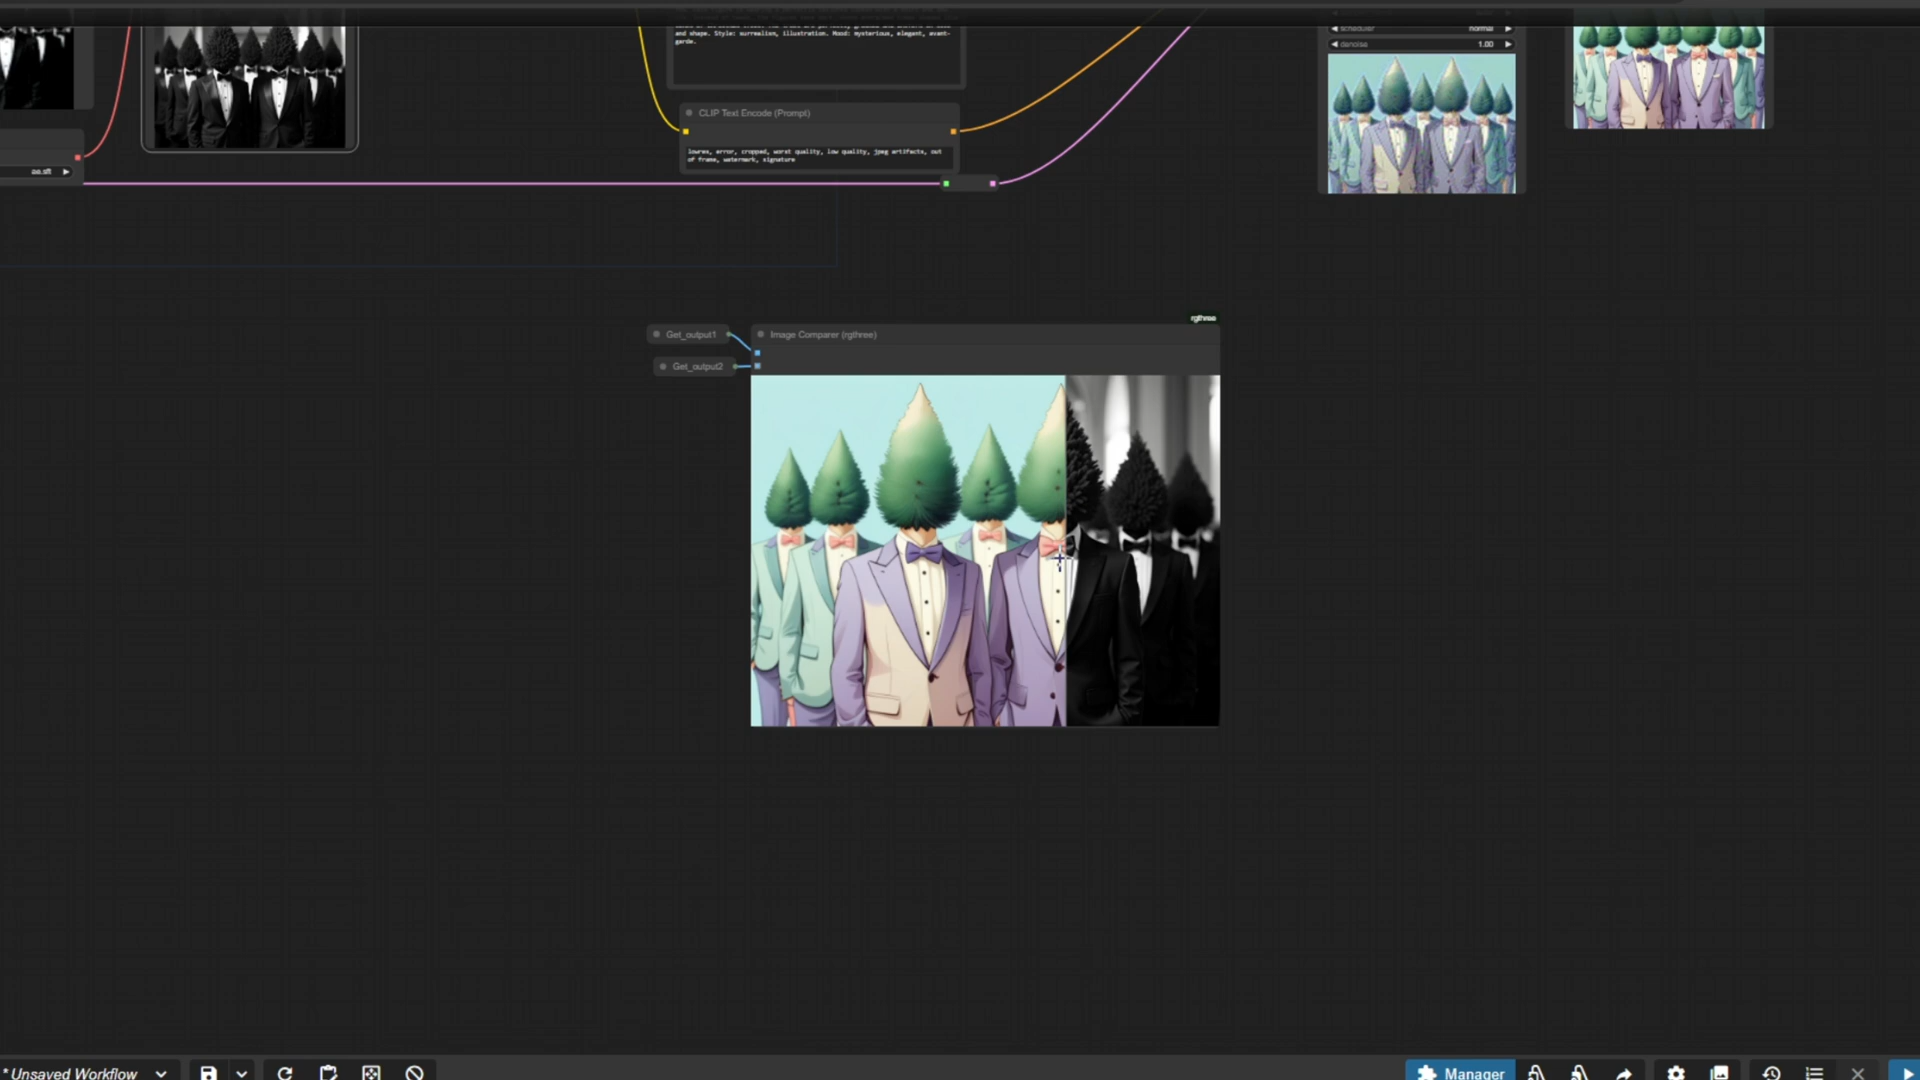 and shape. Style: surrealism, illustration. Mood: mysterious, elegant, avant-
garde.
scheduler normal
denoise 1.00
CLIP Text Encode (Prompt)
lowres, error, cropped, worst quality, low quality, jpeg artifacts, out
of frame, watermark, signature
ae.sft
rgthree
Get_output1
Image Comparer (rgthree)
Get_output2
* Unsaved Workflow
Manager